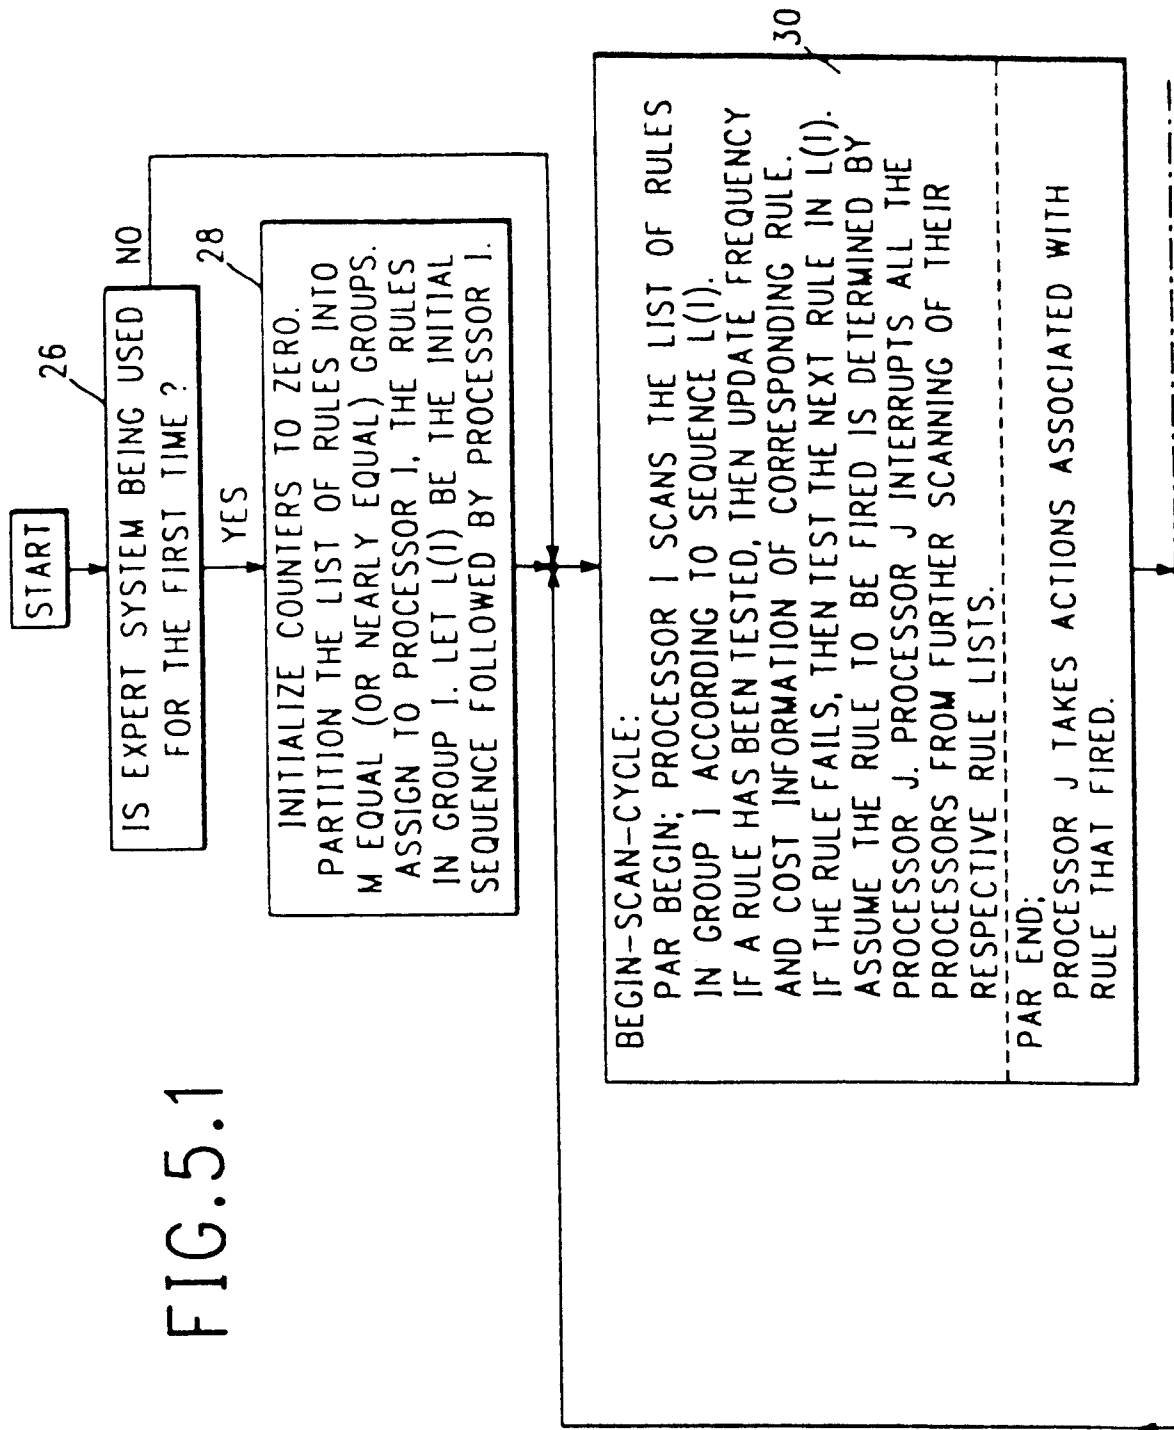 FIG.5.1
START
26
IS EXPERT SYSTEM BEING USED
FOR THE FIRST TIME ?
NO
YES
28
INITIALIZE COUNTERS TO ZERO.
PARTITION THE LIST OF RULES INTO
M EQUAL (OR NEARLY EQUAL) GROUPS.
ASSIGN TO PROCESSOR I, THE RULES
IN GROUP I. LET L(I) BE THE INITIAL
SEQUENCE FOLLOWED BY PROCESSOR I.
30
BEGIN-SCAN-CYCLE:
PAR BEGIN; PROCESSOR I SCANS THE LIST OF RULES
IN GROUP I ACCORDING TO SEQUENCE L(I).
IF A RULE HAS BEEN TESTED, THEN UPDATE FREQUENCY
AND COST INFORMATION OF CORRESPONDING RULE.
IF THE RULE FAILS, THEN TEST THE NEXT RULE IN L(I).
ASSUME THE RULE TO BE FIRED IS DETERMINED BY
PROCESSOR J. PROCESSOR J INTERRUPTS ALL THE
PROCESSORS FROM FURTHER SCANNING OF THEIR
RESPECTIVE RULE LISTS.
PAR END;
PROCESSOR J TAKES ACTIONS ASSOCIATED WITH
RULE THAT FIRED.